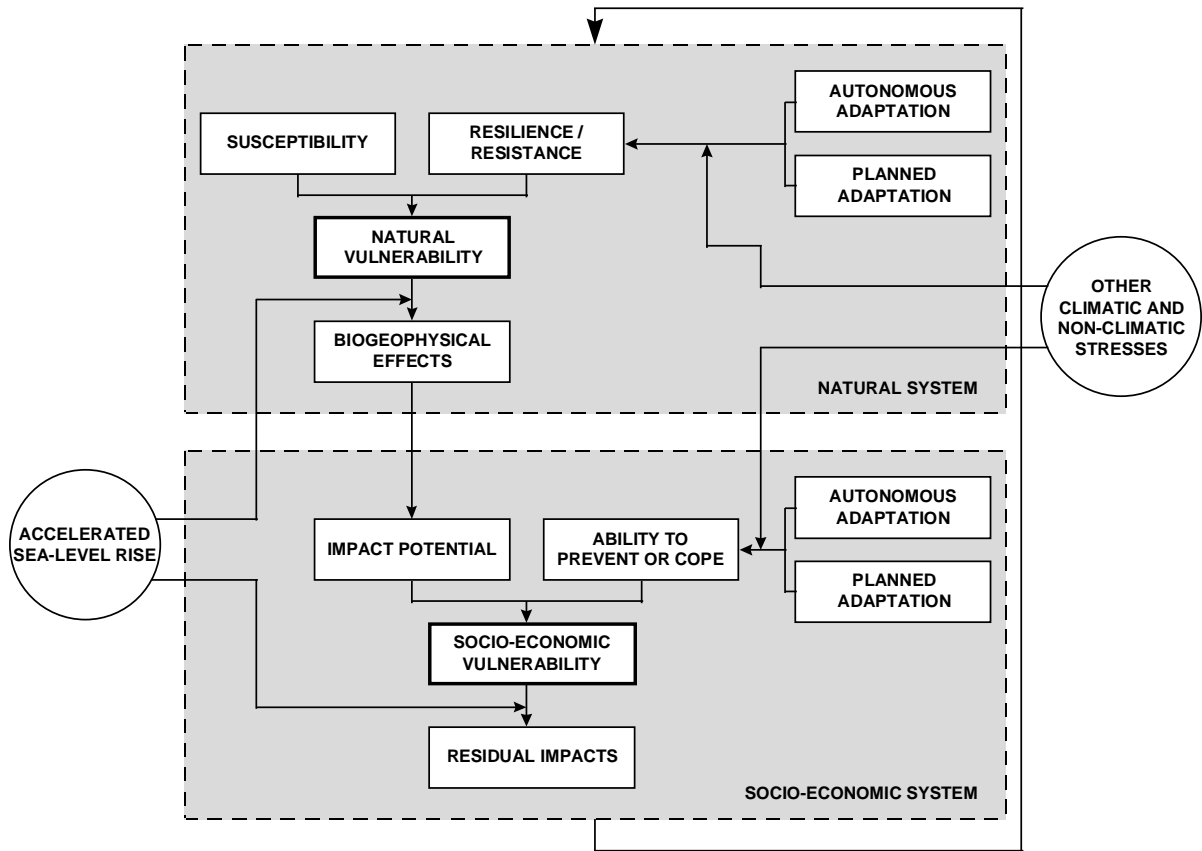 AUTONOMOUS
ADAPTATION
SUSCEPTIBILITY
RESILIENCE /
RESISTANCE
PLANNED
ADAPTATION
NATURAL
VULNERABILITY
OTHER
CLIMATIC AND
NON-CLIMATIC
STRESSES
BIOGEOPHYSICAL
EFFECTS
NATURAL SYSTEM
ACCELERATED
SEA-LEVEL RISE
IMPACT POTENTIAL
ABILITY TO
PREVENT OR COPE
AUTONOMOUS
ADAPTATION
PLANNED
ADAPTATION
SOCIO-ECONOMIC
VULNERABILITY
RESIDUAL IMPACTS
SOCIO-ECONOMIC SYSTEM